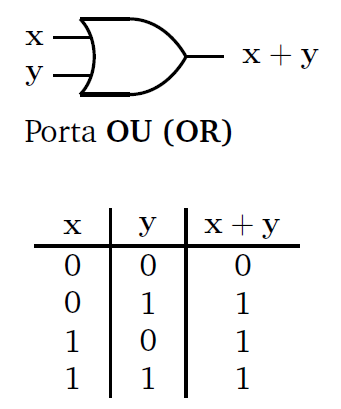 x
x + y
y
Porta OU (OR)
x y x + y
0 0 0
0 1 1
1 0 1
1 1 1